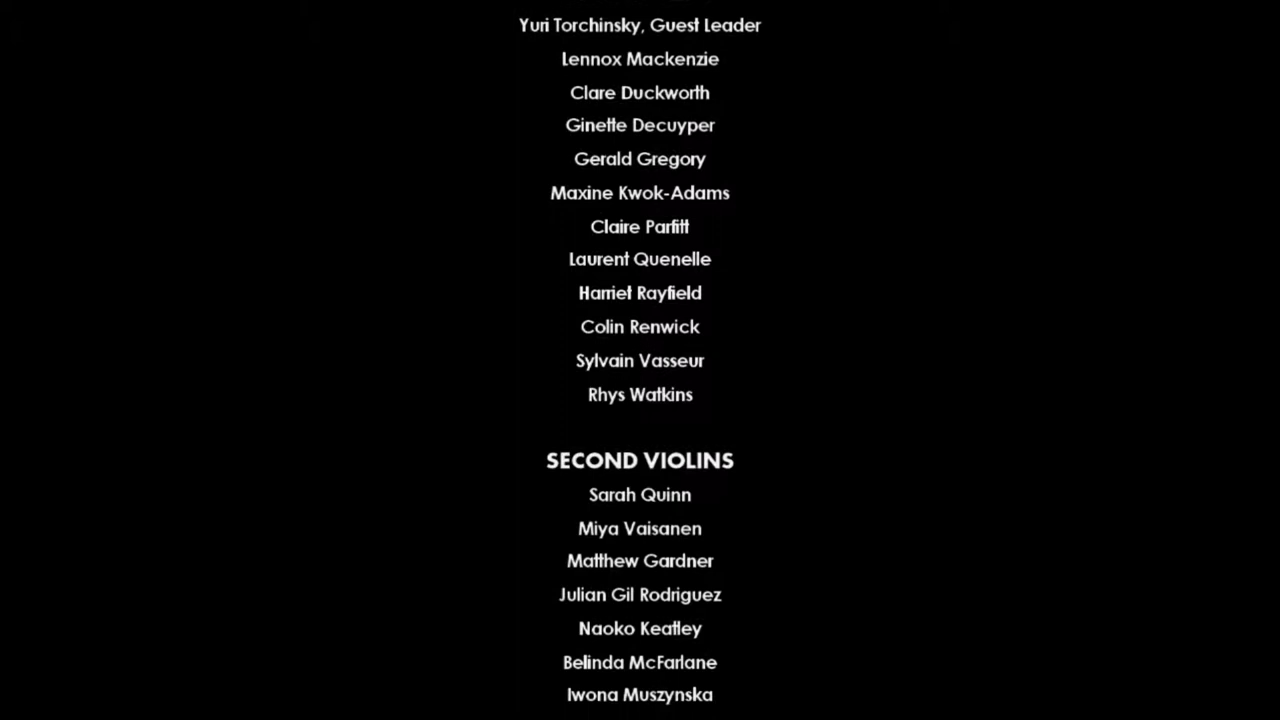 Yuri Torchinsky, Guest Leader
Lennox Mackenzie
Clare Duckworth
Ginette Decuyper
Gerald Gregory
Maxine Kwok-Adams
Claire Parfitt
Laurent Quenelle
Harriet Rayfield
Colin Renwick
Sylvain Vasseur
Rhys Watkins
SECOND VIOLINS
Sarah Quinn
Miya Vaisanen
Matthew Gardner
Julian Gil Rodriguez
Naoko Keatley
Belinda McFarlane
Iwona Muszynska